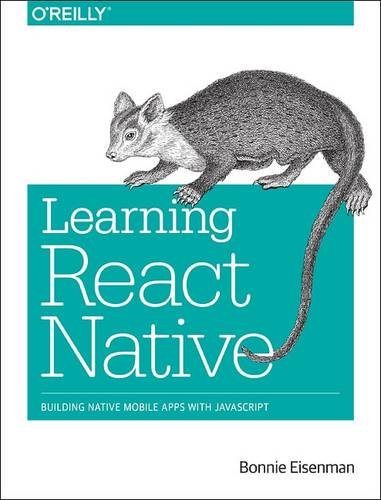 O'REILLY®
Learning
React
Native
BUILDING NATIVE MOBILE APPS WITH JAVASCRIPT
Bonnie Eisenman